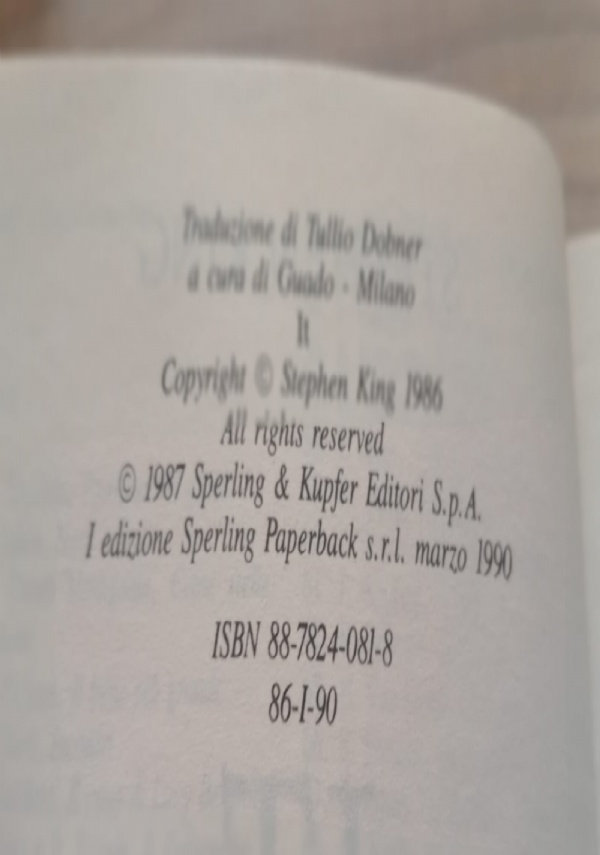 Traduzione di Tullio Dobner
a cura di Guado - Milano
It
Copyright © Stephen King 1986
All rights reserved
© 1987 Sperling & Kupfer Editori S.p.A.
I edizione Sperling Paperback s.r.l. marzo 1990
ISBN 88-7824-081-8
86-I-90